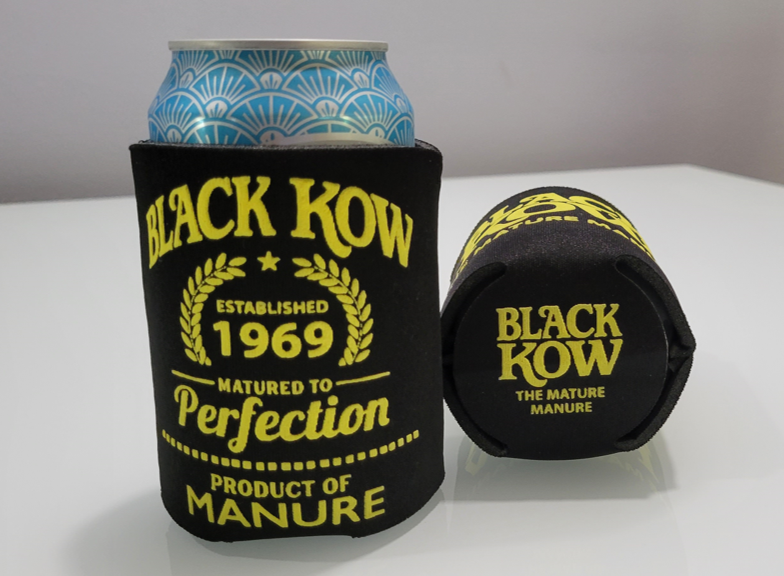 BLACK KOW
ESTABLISHED
1969
MATURED TO
Perfection
PRODUCT OF
MANURE
BLACK
KOW
THE MATURE
MANURE